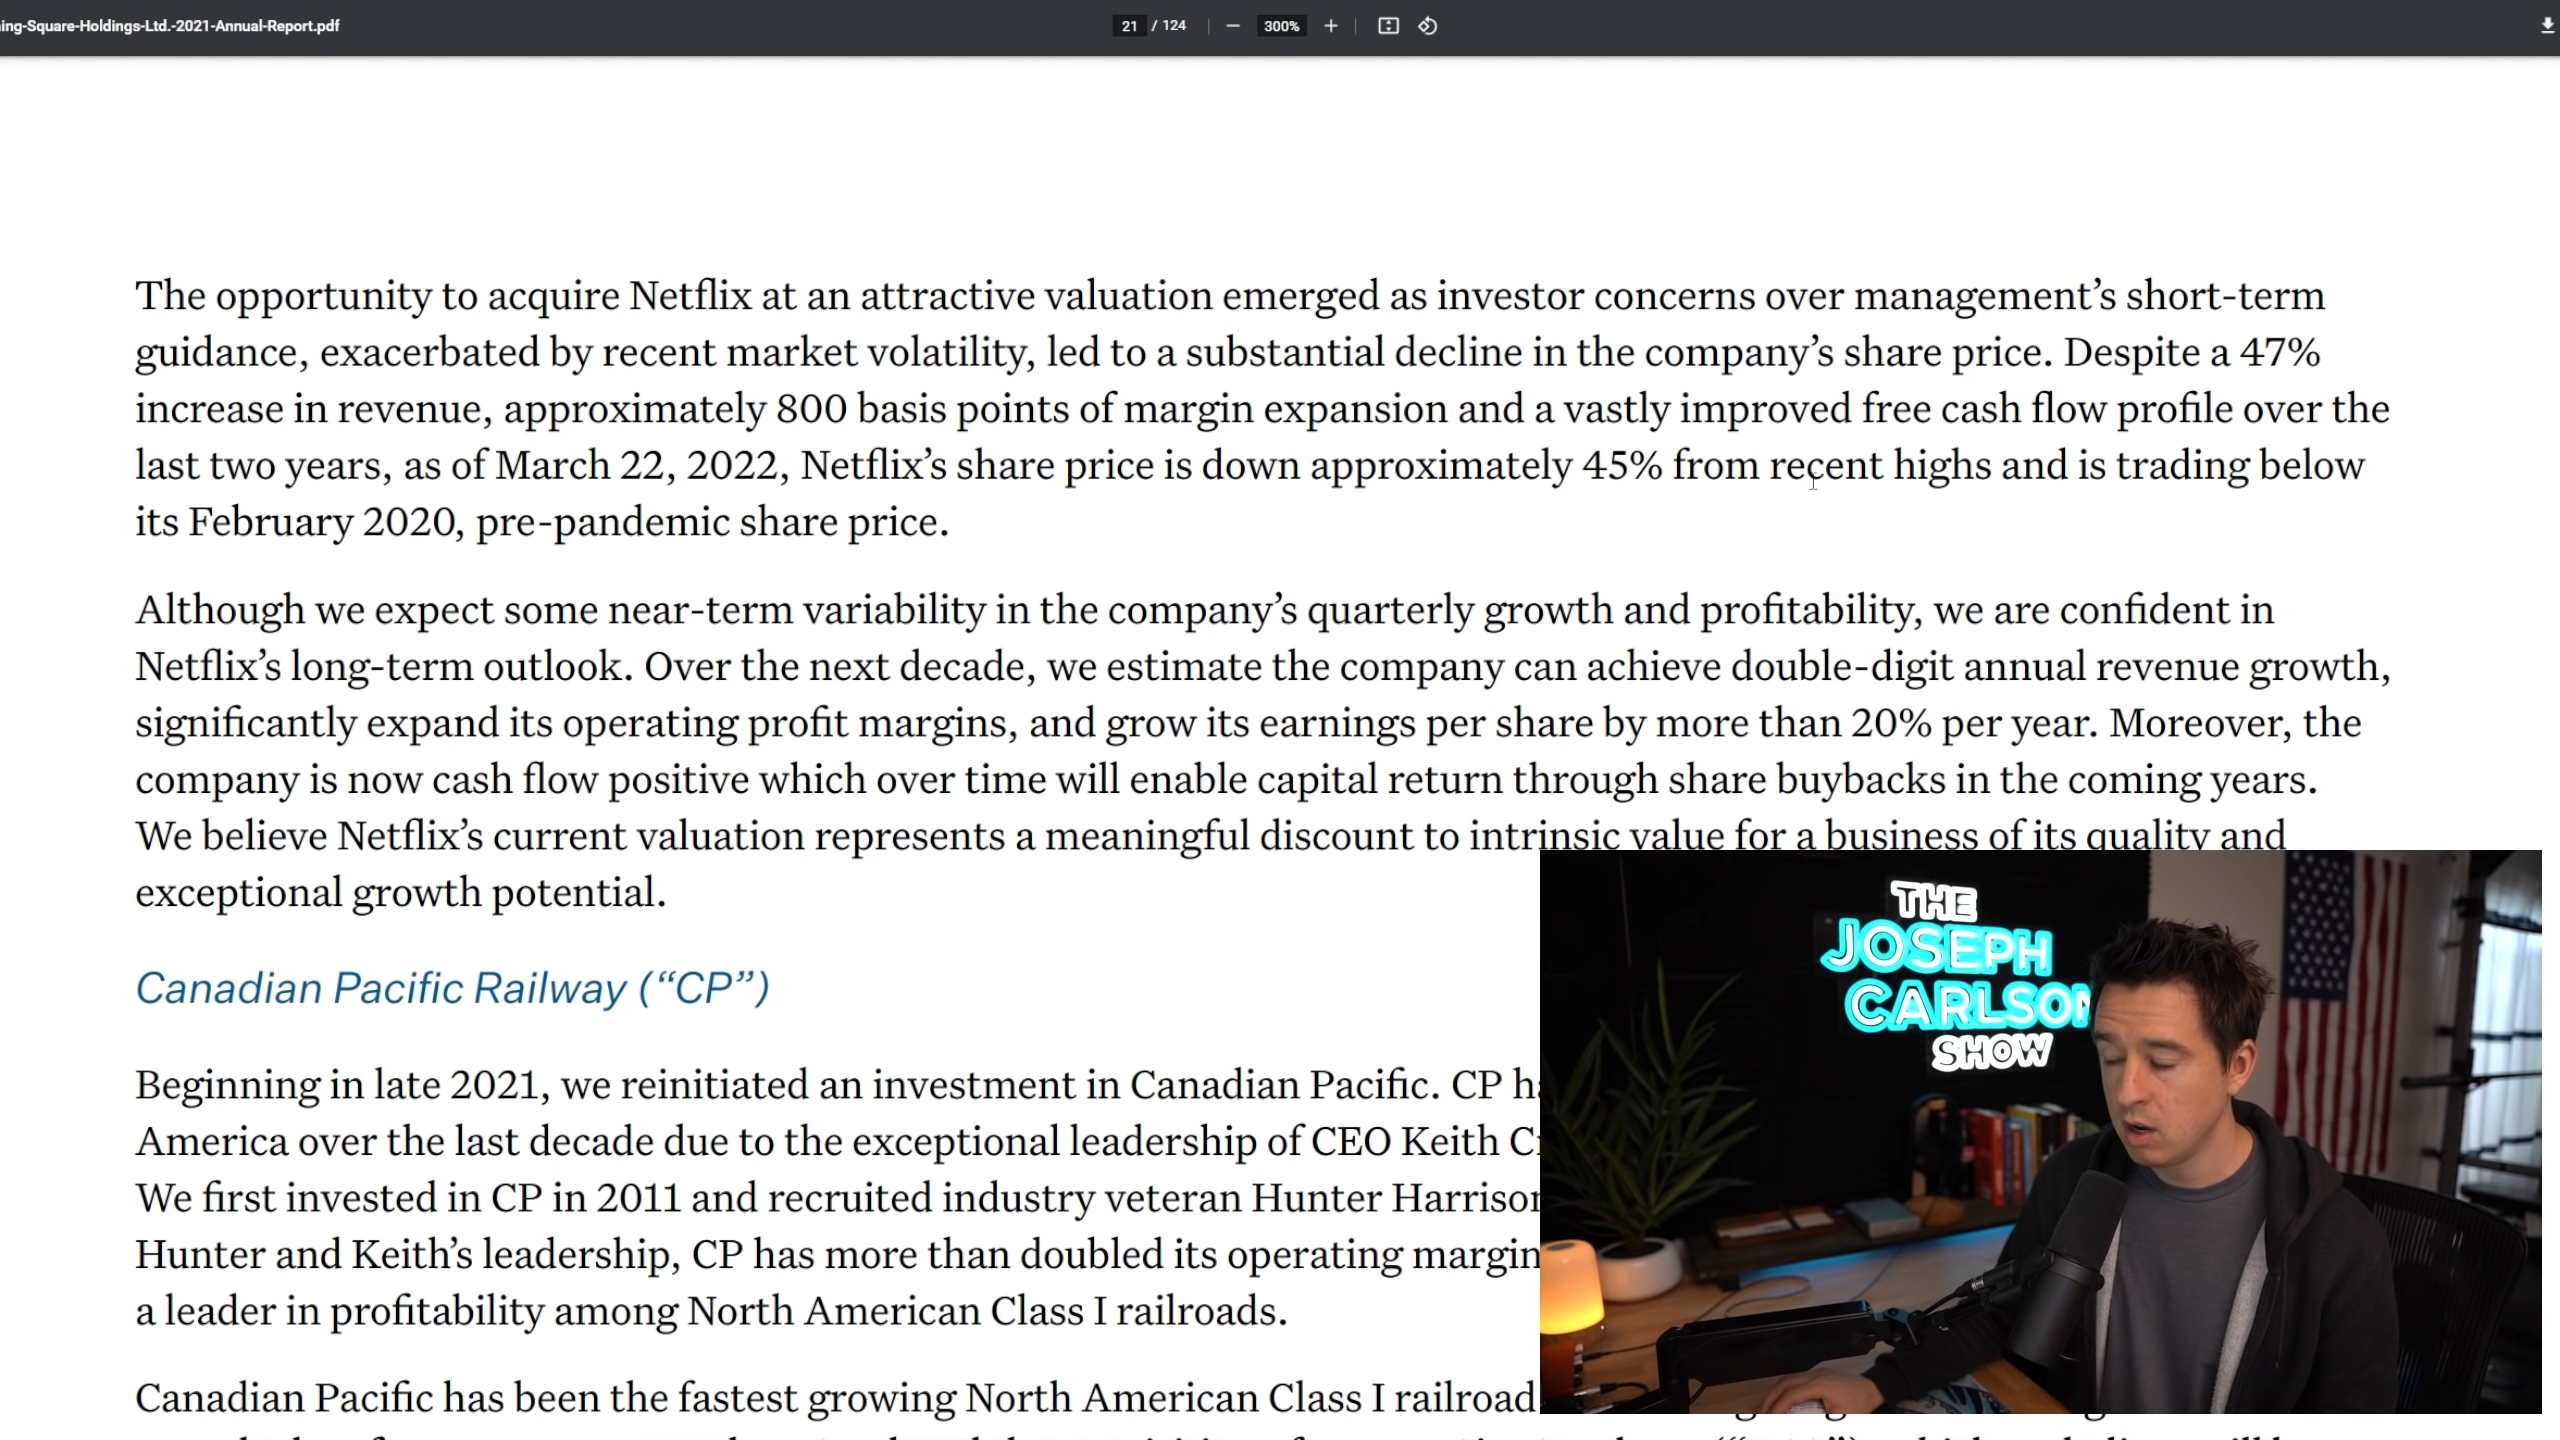 ing-Square-Holdings-Ltd.-2021-Annual-Report.pdf
21 / 124
300%
The opportunity to acquire Netflix at an attractive valuation emerged as investor concerns over management’s short-term
guidance, exacerbated by recent market volatility, led to a substantial decline in the company’s share price. Despite a 47%
increase in revenue, approximately 800 basis points of margin expansion and a vastly improved free cash flow profile over the
last two years, as of March 22, 2022, Netflix’s share price is down approximately 45% from recent highs and is trading below
its February 2020, pre-pandemic share price.
Although we expect some near-term variability in the company’s quarterly growth and profitability, we are confident in
Netflix’s long-term outlook. Over the next decade, we estimate the company can achieve double-digit annual revenue growth,
significantly expand its operating profit margins, and grow its earnings per share by more than 20% per year. Moreover, the
company is now cash flow positive which over time will enable capital return through share buybacks in the coming years.
We believe Netflix’s current valuation represents a meaningful discount to intrinsic value for a business of its quality and
exceptional growth potential.
Canadian Pacific Railway (“CP”)
Beginning in late 2021, we reinitiated an investment in Canadian Pacific. CP
America over the last decade due to the exceptional leadership of CEO Keith
We first invested in CP in 2011 and recruited industry veteran Hunter Harrison
Hunter and Keith’s leadership, CP has more than doubled its operating margin
a leader in profitability among North American Class I railroads.
Canadian Pacific has been the fastest growing North American Class I railroad
THE
JOSEPH
CARLSON
SHOW